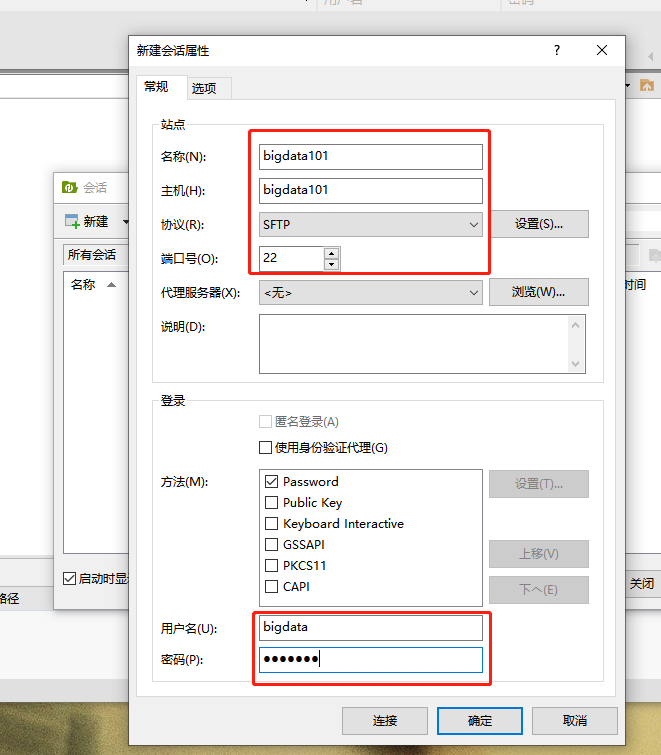 用户名
密码
新建会话属性
?
常规
选项
站点
名称(N):
bigdata101
主机(H):
bigdata101
协议(R):
SFTP
设置(S)...
端口号(O):
22
代理服务器(X):
<无>
浏览(W)...
说明(D):
登录
匿名登录(A)
使用身份验证代理(G)
方法(M):
Password
Public Key
Keyboard Interactive
GSSAPI
PKCS11
CAPI
设置(T)...
上移(V)
下へ(E)
用户名(U):
bigdata
密码(P):
●●●●●●●
连接
确定
取消
会话
新建
所有会话
名称
时间
启动时显
关闭
路径